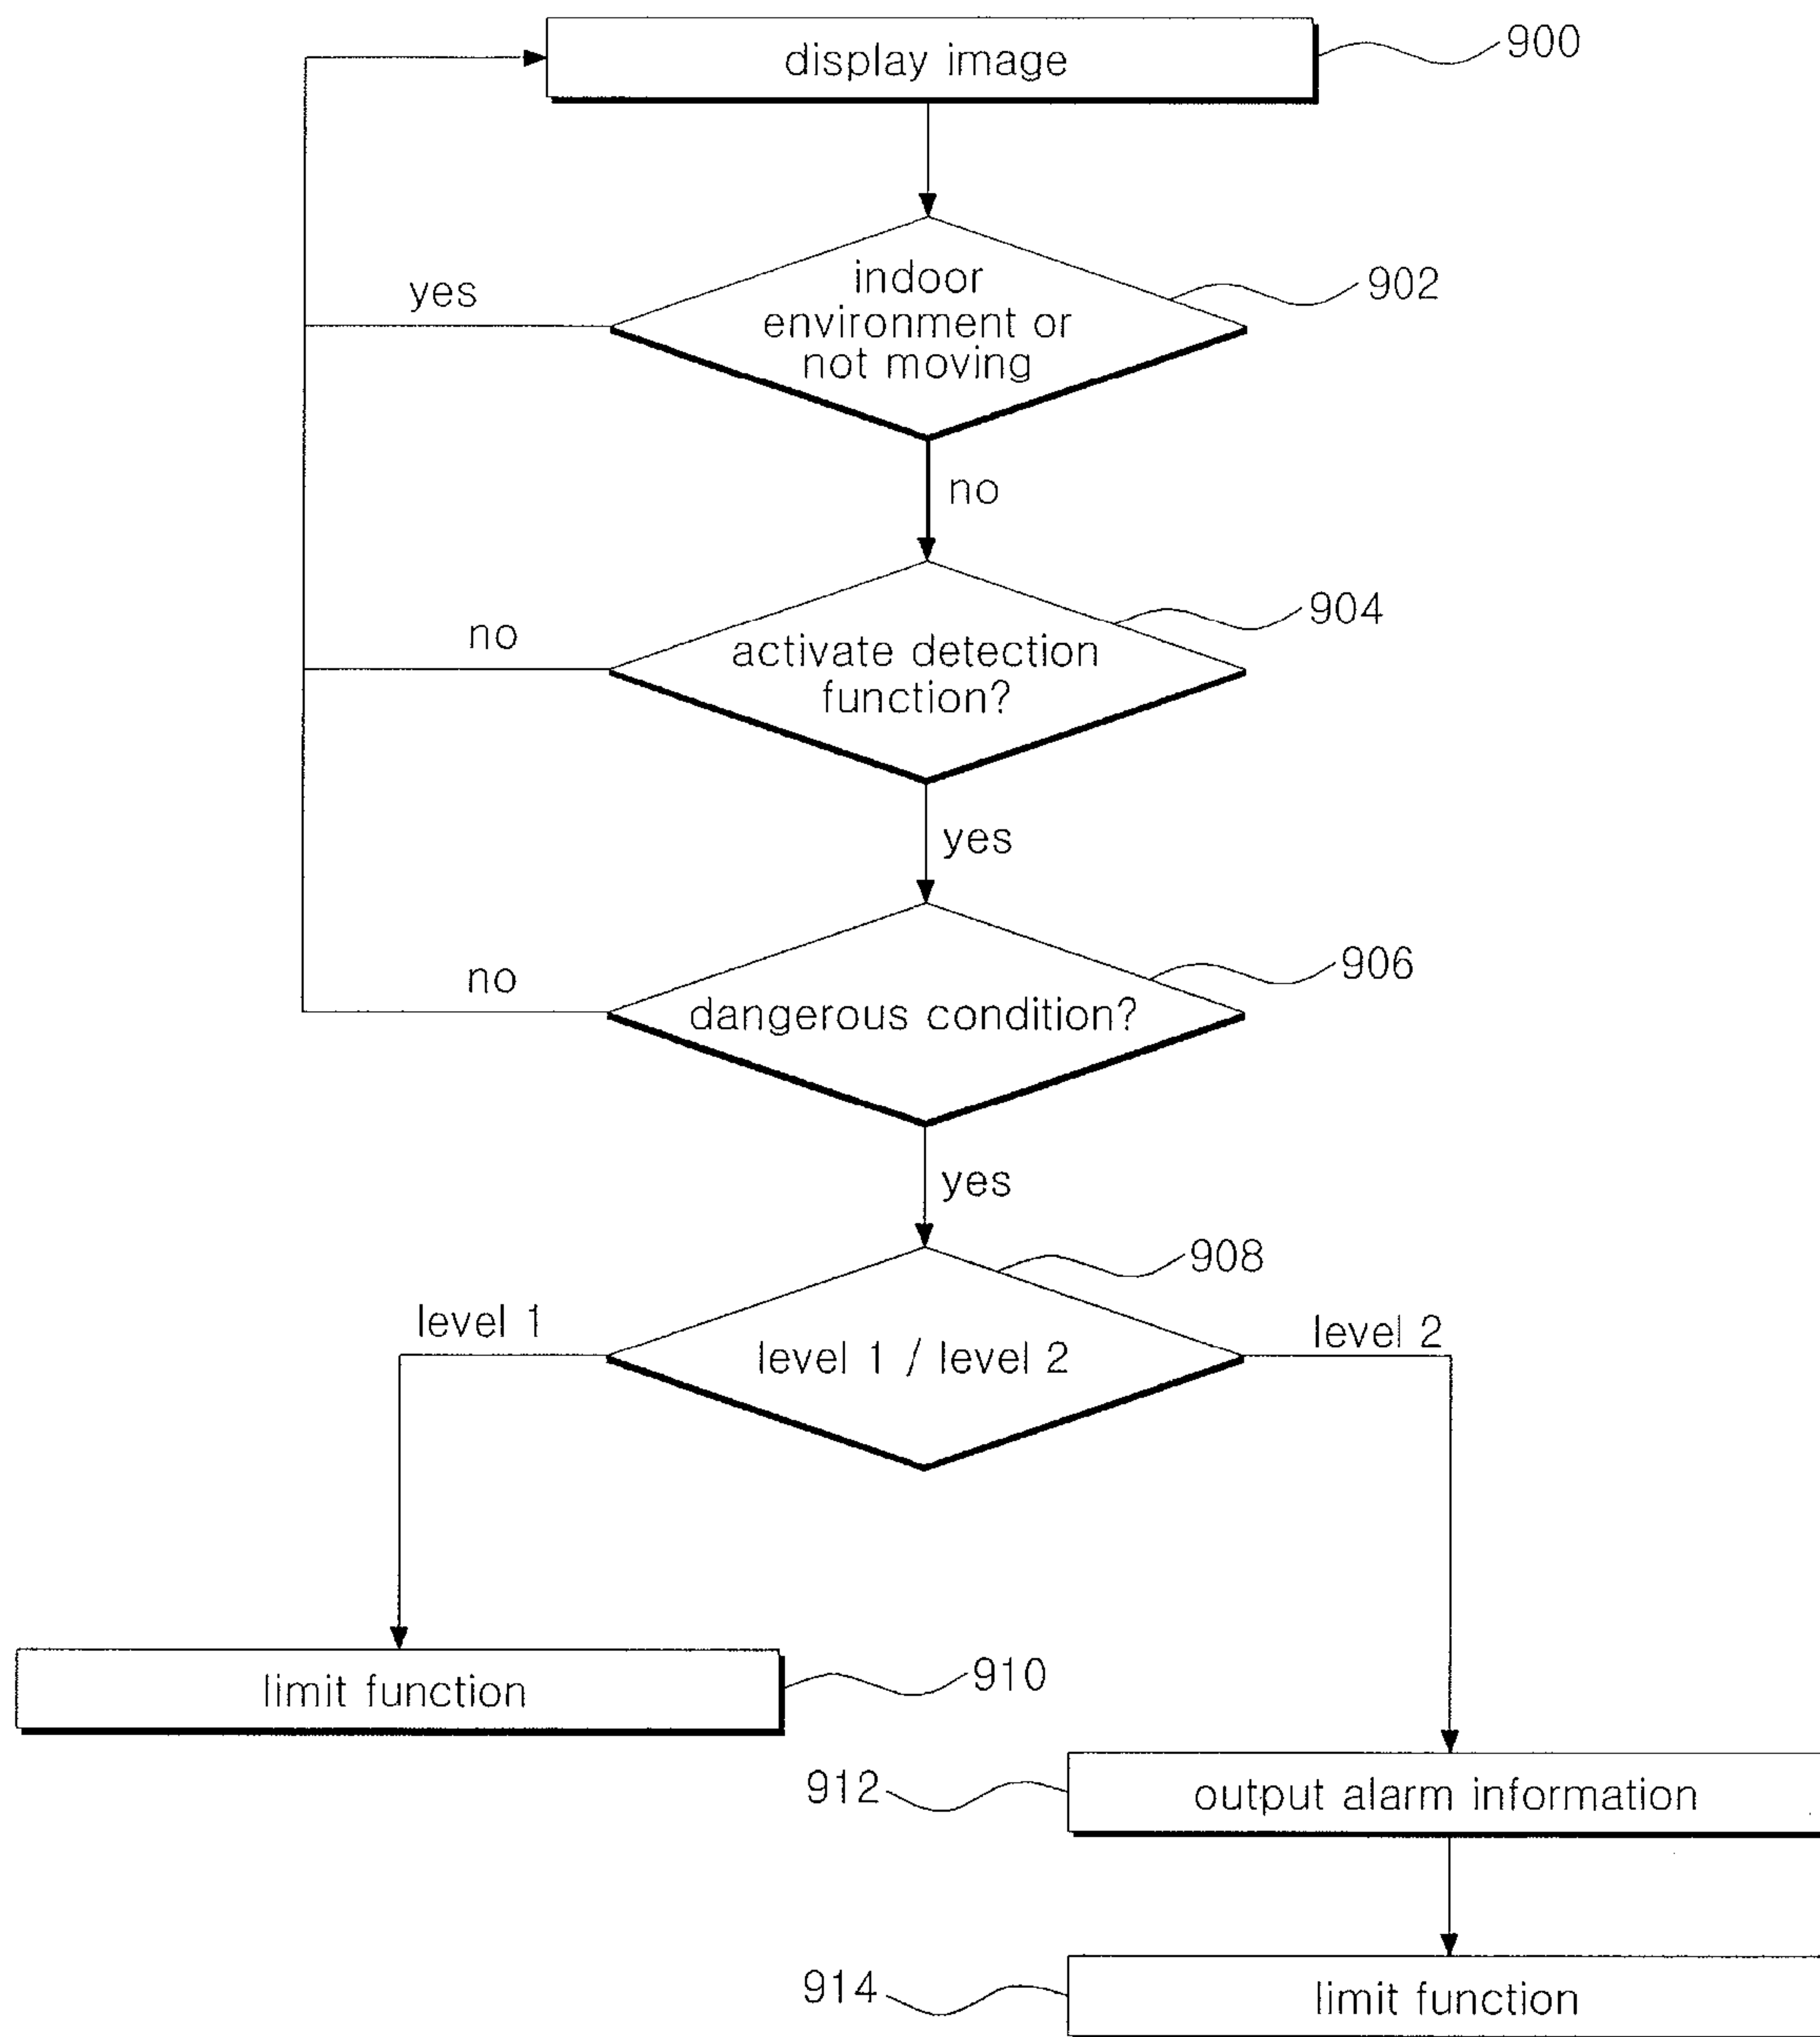 display image
900
indoor
environment or
not moving
902
yes
no
activate detection
function?
904
no
yes
dangerous condition?
906
no
yes
908
level 1
level 1 / level 2
level 2
limit function
910
912
output alarm information
914
limit function